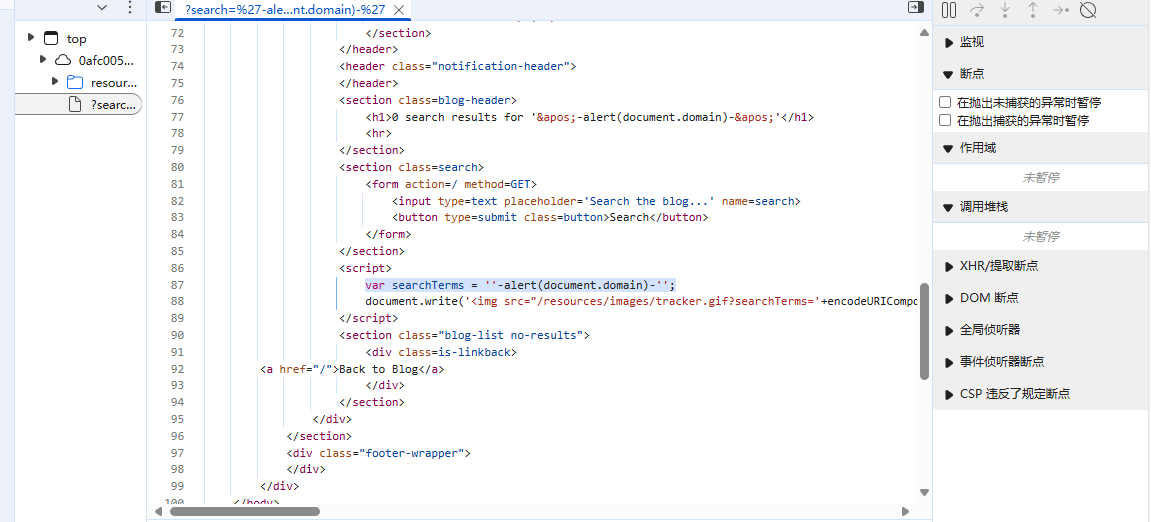 ?search=%27-ale...nt.domain)-%27
top
0afc005...
resour...
?searc...
72 </section>
73 </header>
74 <header class="notification-header">
75 </header>
76 <section class=blog-header>
77 <h1>0 search results for '&apos;-alert(document.domain)-&apos;'</h1>
78 <hr>
79 </section>
80 <section class=search>
81 <form action=/ method=GET>
82 <input type=text placeholder='Search the blog...' name=search>
83 <button type=submit class=button>Search</button>
84 </form>
85 </section>
86 <script>
87 var searchTerms = ''-alert(document.domain)-'';
88 document.write('<img src="/resources/images/tracker.gif?searchTerms='+encodeURICompo
89 </script>
90 <section class="blog-list no-results">
91 <div class=is-linkback>
92 <a href="/">Back to Blog</a>
93 </div>
94 </section>
95 </div>
96 </section>
97 <div class="footer-wrapper">
98 </div>
99 </div>
100 </body>
监视
断点
在抛出未捕获的异常时暂停
在抛出捕获的异常时暂停
作用域
未暂停
调用堆栈
未暂停
XHR/提取断点
DOM 断点
全局侦听器
事件侦听器断点
CSP 违反了规定断点